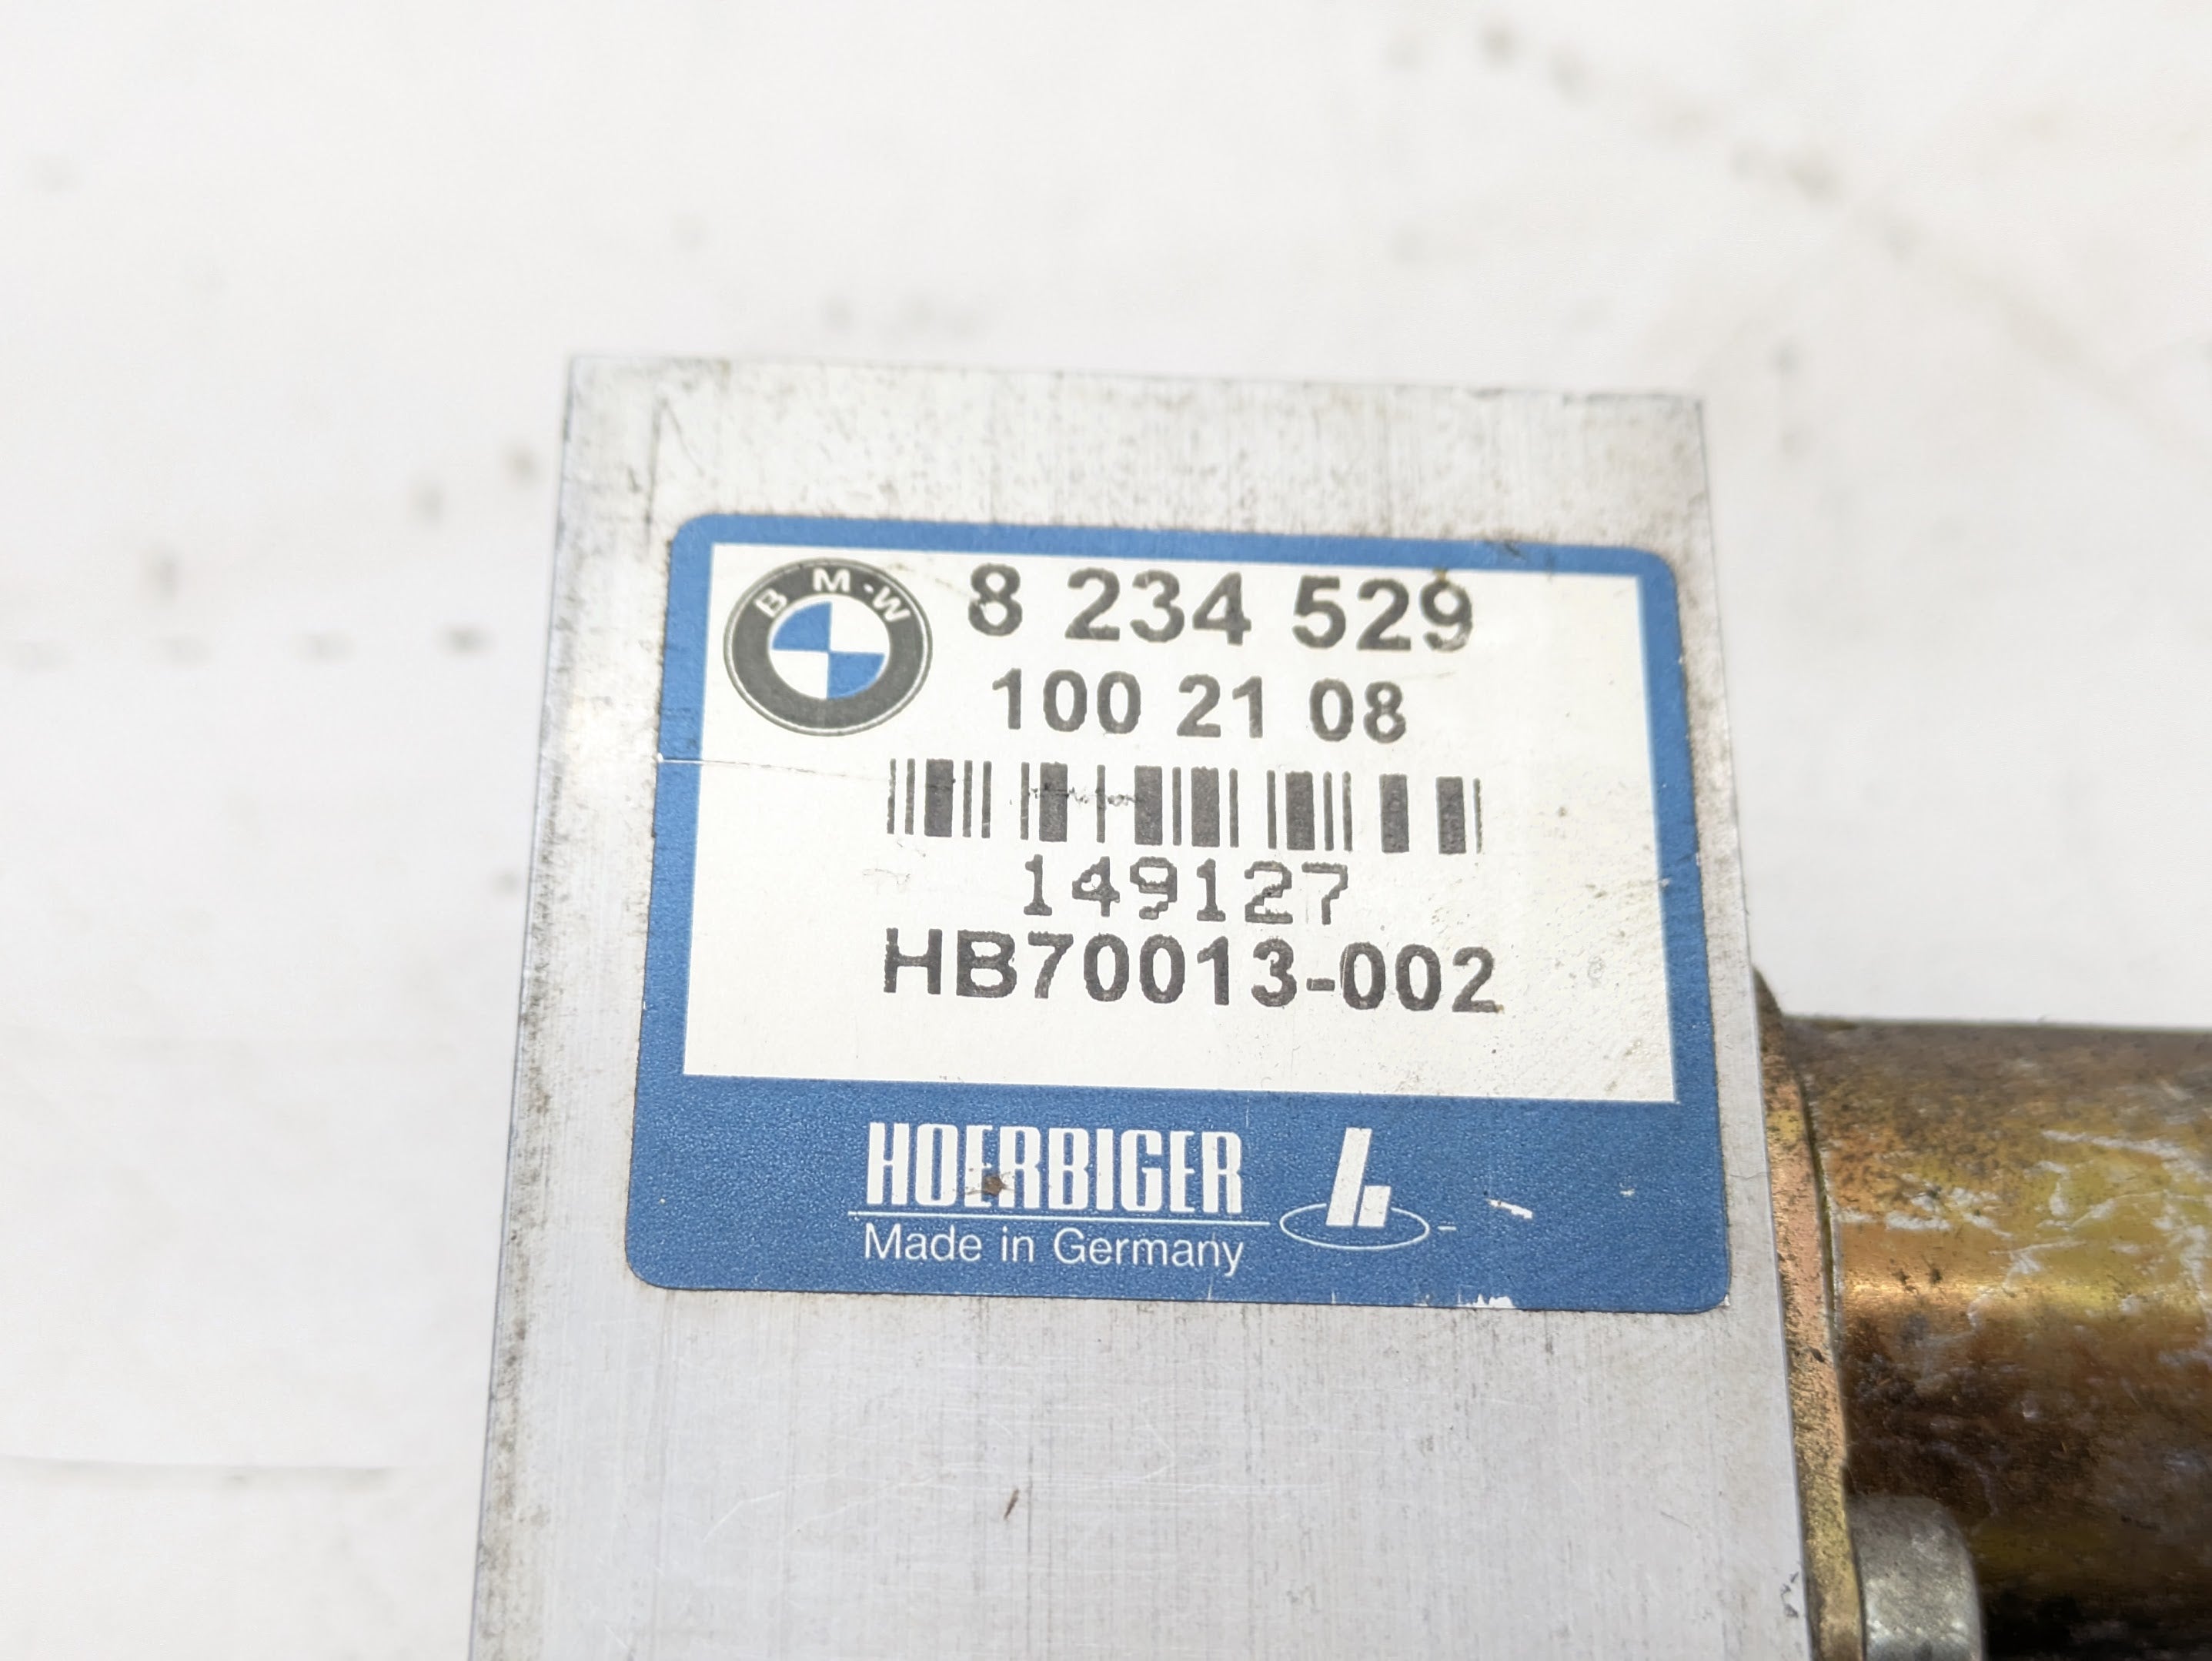 B M·W
8 234 529
100 21 08
149127
HB70013-002
HOERBIGER
Made in Germany